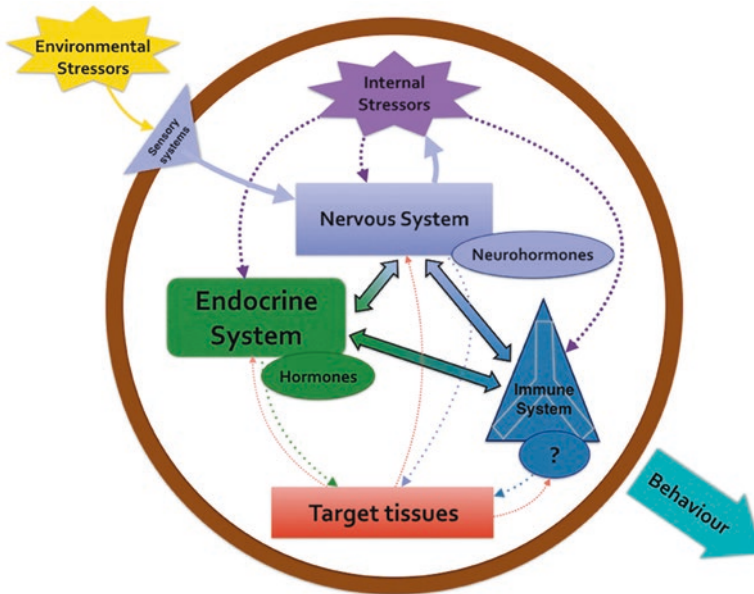 Environmental
Stressors
Sensory
systems
Internal
Stressors
Nervous System
Neurohormones
Endocrine
System
Hormones
Immune
System
?
Target tissues
Behaviour